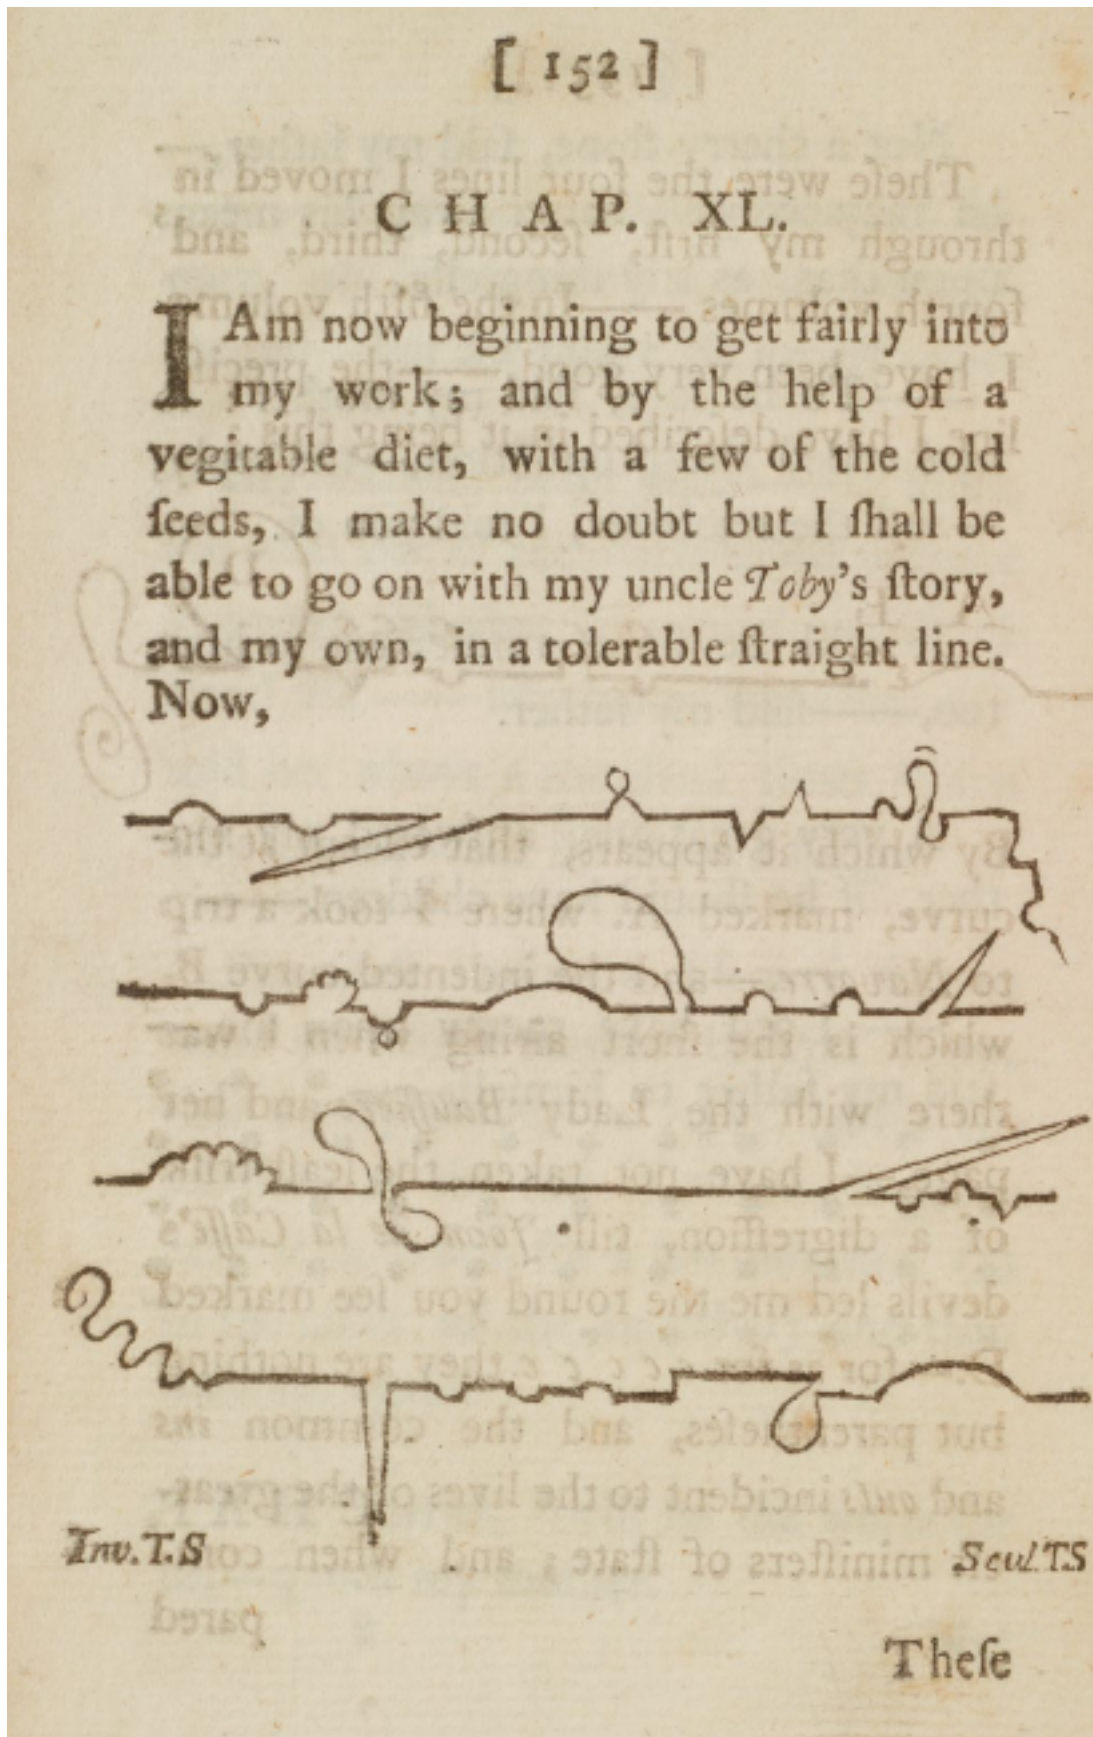 [ 152 ]
CHAP. XL.
I Am now beginning to get fairly into
my work; and by the help of a
vegitable diet, with a few of the cold
ſeeds, I make no doubt but I ſhall be
able to go on with my uncle Toby's ſtory,
and my own, in a tolerable ſtraight line.
Now,
Inv.T.S
Scul.T.S
Theſe